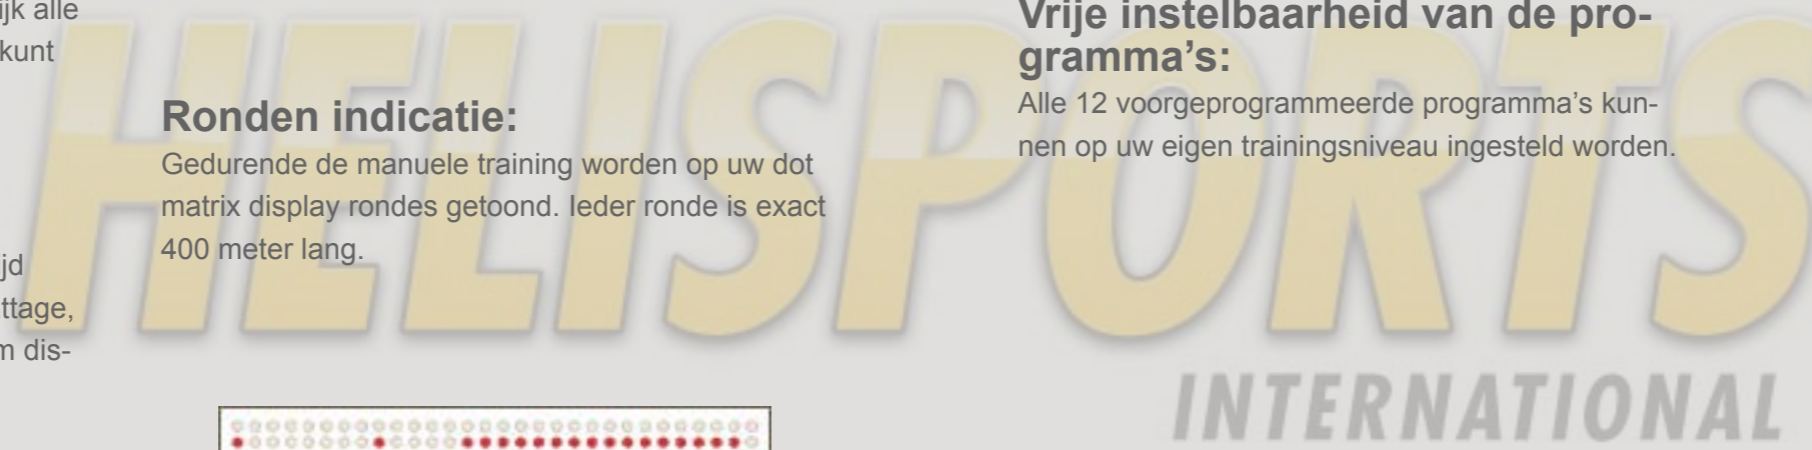 ijk alle
kunt
ijd
ttage,
m dis-
Ronden indicatie:
Gedurende de manuele training worden op uw dot
matrix display rondes getoond. Ieder ronde is exact
400 meter lang.
Vrije instelbaarheid van de pro-
gramma's:
Alle 12 voorgeprogrammeerde programma's kun-
nen op uw eigen trainingsniveau ingesteld worden.
HELISPORTS
INTERNATIONAL